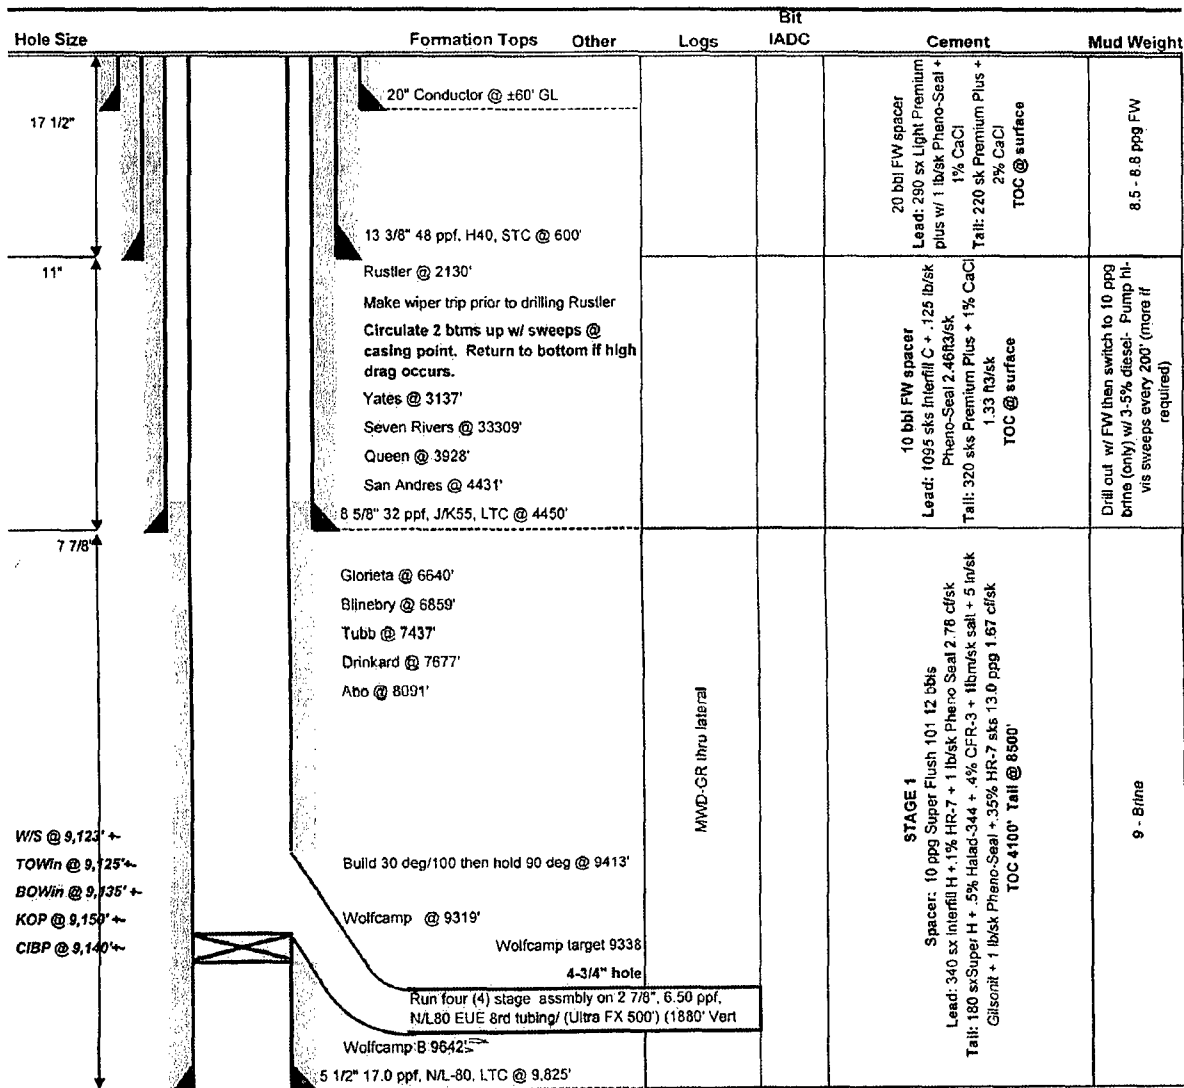 Bit
Hole Size Formation Tops Other Logs IADC Cement Mud Weight
17 1/2"
20" Conductor @ ±60' GL
13 3/8" 48 ppf, H40, STC @ 600'
20 bbl FW spacer
Lead: 290 sx Light Premium
plus w/ 1 lb/sk Pheno-Seal +
1% CaCl
Tail: 220 sk Premium Plus +
2% CaCl
TOC @ surface
8.5 - 8.8 ppg FW
11"
Rustler @ 2130'
Make wiper trip prior to drilling Rustler
Circulate 2 btms up w/ sweeps @
casing point. Return to bottom if high
drag occurs.
Yates @ 3137'
Seven Rivers @ 33309'
Queen @ 3928'
San Andres @ 4431'
8 5/8" 32 ppf, J/K55, LTC @ 4450'
10 bbl FW spacer
Lead: 1095 sks Interfill C + .125 lb/sk
Pheno-Seal 2.46ft3/sk
Tail: 320 sks Premium Plus + 1% CaCl
1.33 ft3/sk
TOC @ surface
Drill out w/ FW then switch to 10 ppg
brine (only) w/ 3-5% diesel- Pump hi-
vis sweeps every 200' (more if
required)
7 7/8"
Glorieta @ 6640'
Blinebry @ 6859'
Tubb @ 7437'
Drinkard @ 7677'
Abo @ 8091'
MWD-GR thru lateral
STAGE 1
Spacer: 10 ppg Super Flush 101 12 bbls
Lead: 340 sx Interfill H +.1% HR-7 + 1 lb/sk Pheno Seal 2.78 cf/sk
Tail: 180 sxSuper H + .5% Halad-344 + .4% CFR-3 + 1lbm/sk salt + 5 ln/sk
Gilsonit + 1 lb/sk Pheno-Seal +.35% HR-7 sks 13.0 ppg 1.67 cf/sk
TOC 4100' Tail @ 8500'
9 - Brine
W/S @ 9,123' +-
TOWin @ 9,125'+-
BOWin @ 9,135' +-
KOP @ 9,150' +-
CIBP @ 9,140'+-
Build 30 deg/100 then hold 90 deg @ 9413'
Wolfcamp @ 9319'
Wolfcamp target 9338
4-3/4" hole
Run four (4) stage assmbly on 2 7/8", 6.50 ppf,
N/L80 EUE 8rd tubing/ (Ultra FX 500') (1880' Vert
Wolfcamp B 9642'
5 1/2" 17.0 ppf, N/L-80, LTC @ 9,825'